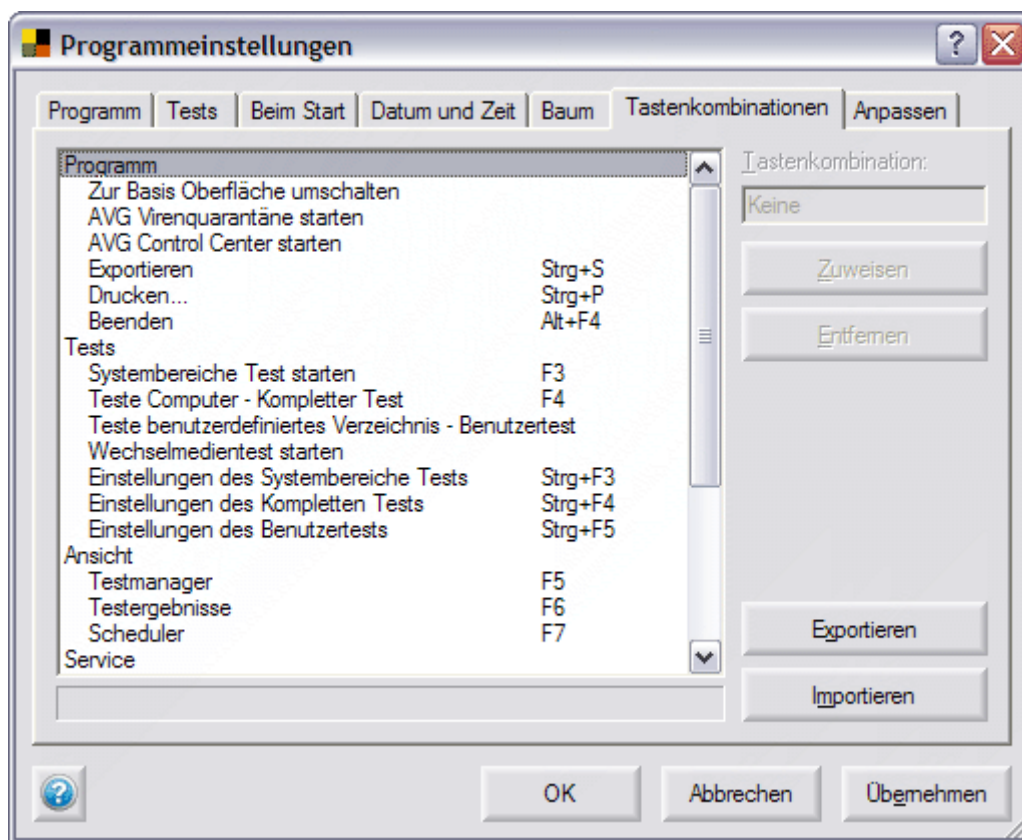 Programmeinstellungen
Programm Tests Beim Start Datum und Zeit Baum Tastenkombinationen Anpassen
Programm
Zur Basis Oberfläche umschalten
AVG Virenquarantäne starten
AVG Control Center starten
Exportieren Strg+S
Drucken... Strg+P
Beenden Alt+F4
Tests
Systembereiche Test starten F3
Teste Computer - Kompletter Test F4
Teste benutzerdefiniertes Verzeichnis - Benutzertest
Wechselmedientest starten
Einstellungen des Systembereiche Tests Strg+F3
Einstellungen des Kompletten Tests Strg+F4
Einstellungen des Benutzertests Strg+F5
Ansicht
Testmanager F5
Testergebnisse F6
Scheduler F7
Service
Tastenkombination:
Keine
Zuweisen
Entfernen
Exportieren
Importieren
OK Abbrechen Übernehmen